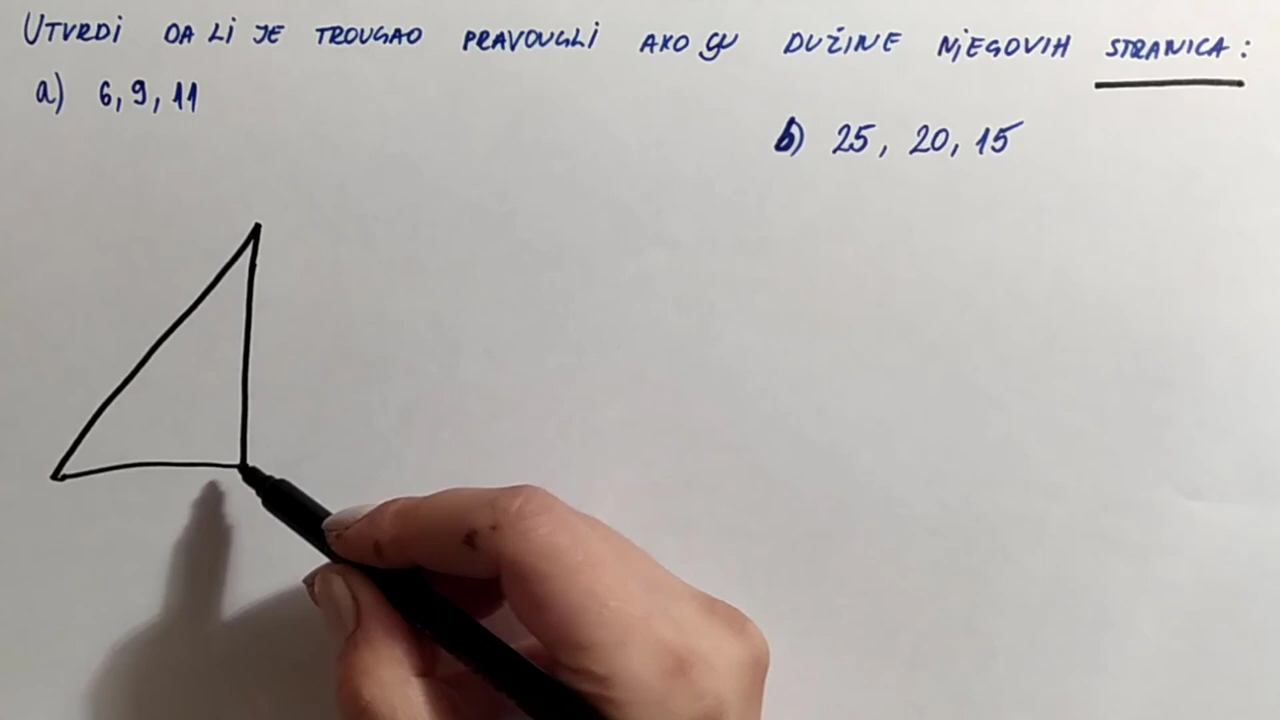 UTVRDI DA LI JE TROUGAO PRAVOUGLI AKO SU DUŽINE NJEGOVIH STRANICA:
a) 6, 9, 11
b) 25, 20, 15